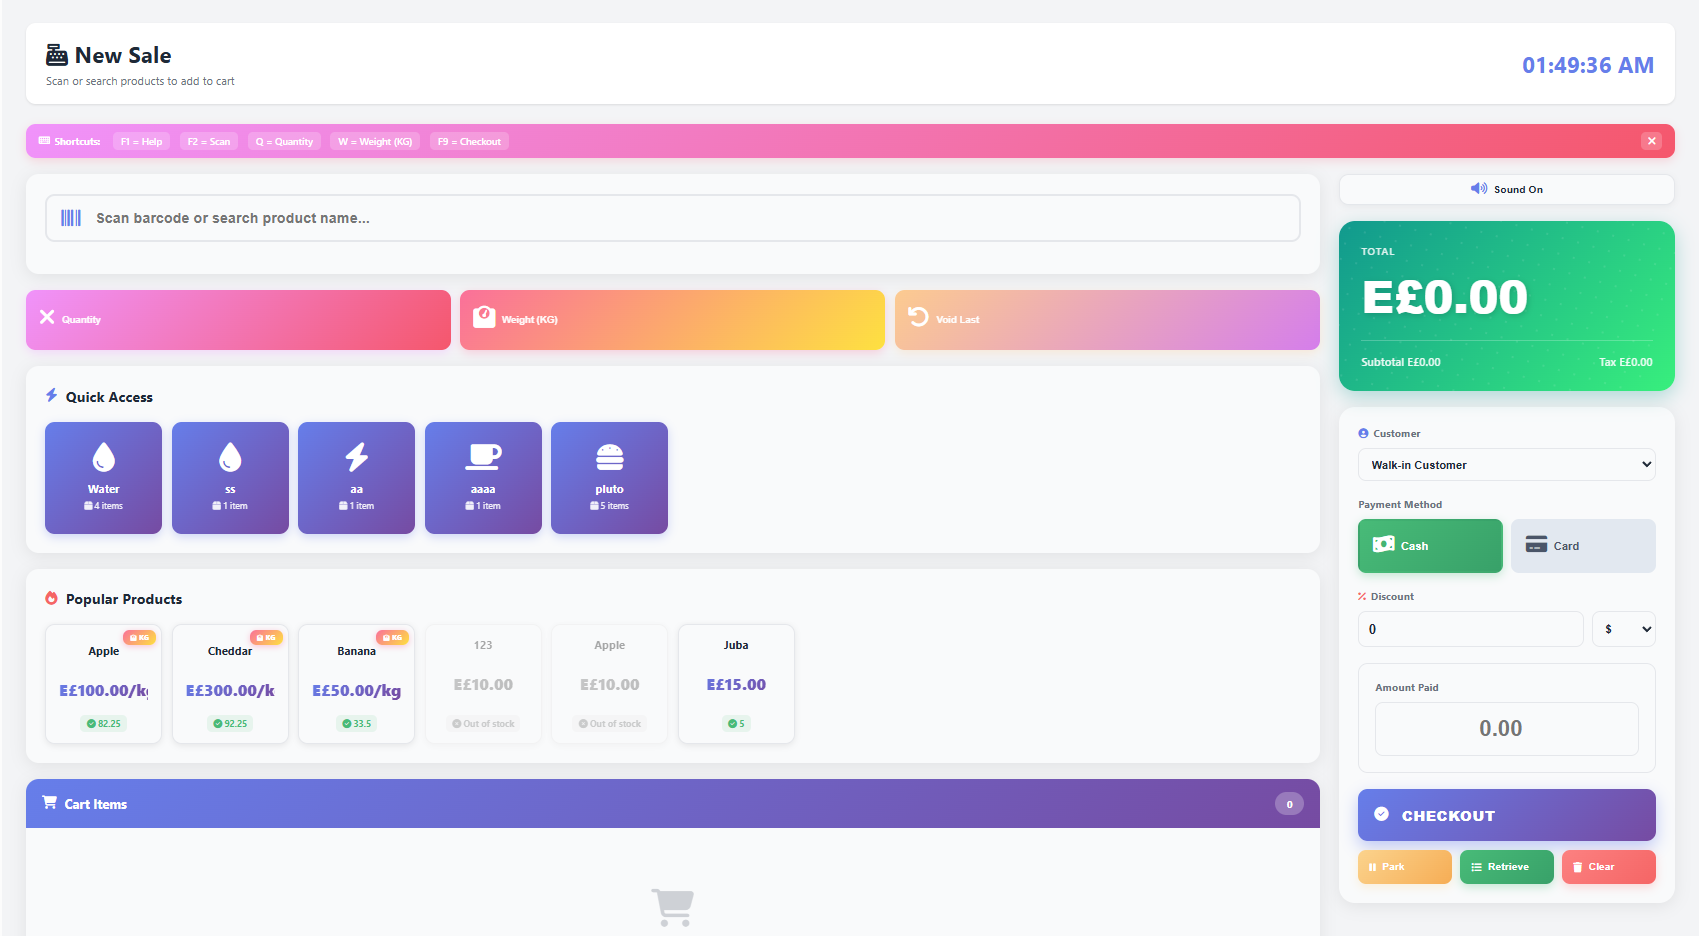 New Sale
Scan or search products to add to cart
01:49:36 AM
Shortcuts: F1 = Help F2 = Scan Q = Quantity W = Weight (KG) F9 = Checkout
Scan barcode or search product name...
Quantity
Weight (KG)
Void Last
Quick Access
Water
4 items
ss
1 item
aa
1 item
aaaa
1 item
pluto
5 items
Popular Products
KG
Apple
E£100.00/kg
82.25
KG
Cheddar
E£300.00/k
92.25
KG
Banana
E£50.00/kg
33.5
123
E£10.00
Out of stock
Apple
E£10.00
Out of stock
Juba
E£15.00
5
Cart Items
0
Sound On
TOTAL
E£0.00
Subtotal E£0.00
Tax E£0.00
Customer
Walk-in Customer
Payment Method
Cash
Card
Discount
0
$
Amount Paid
0.00
CHECKOUT
Park
Retrieve
Clear